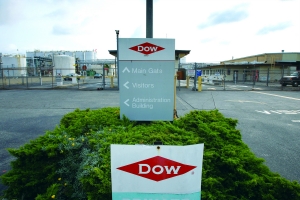 DOW
Main Gate
Visitors
Administration
Building
DOW